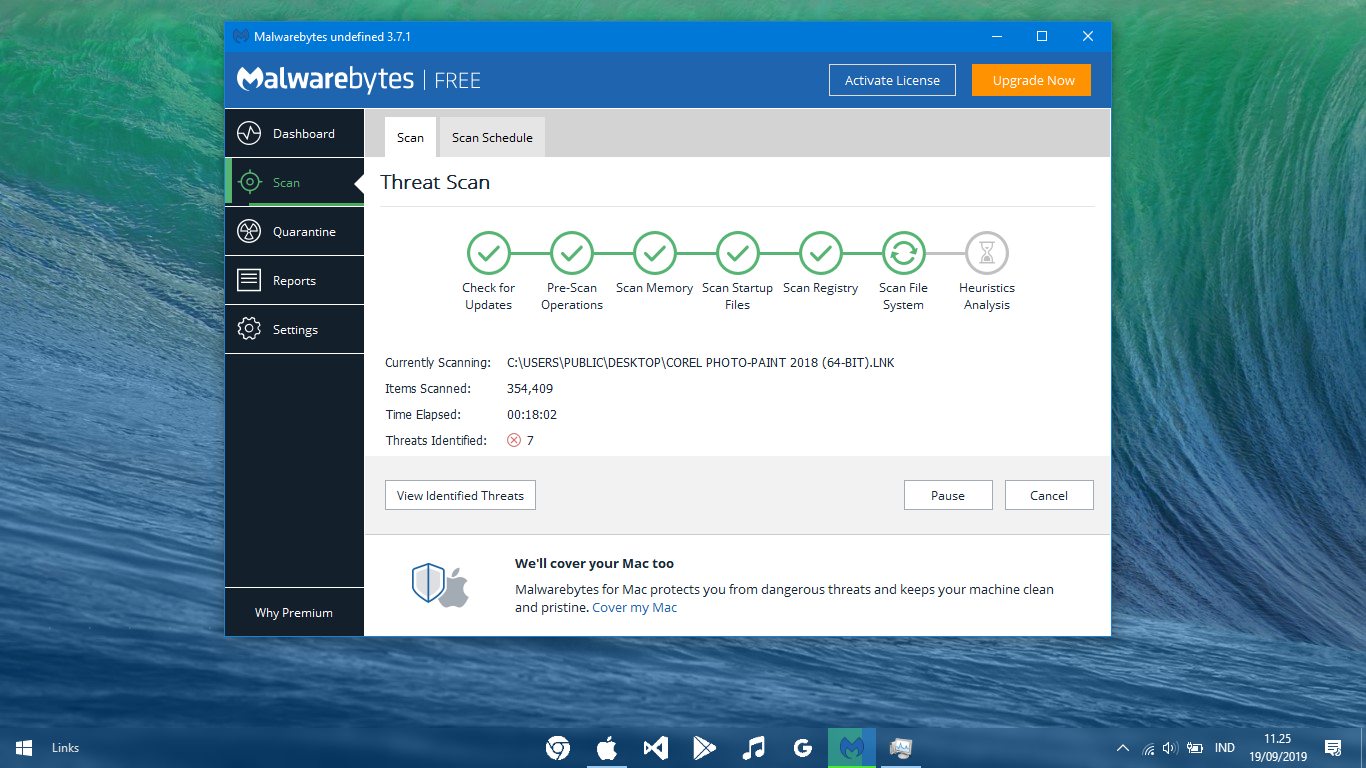 Malwarebytes undefined 3.7.1
Malwarebytes | FREE
Activate License
Upgrade Now
Dashboard
Scan
Quarantine
Reports
Settings
Why Premium
Scan
Scan Schedule
Threat Scan
Check for
Updates
Pre-Scan
Operations
Scan Memory
Scan Startup
Files
Scan Registry
Scan File
System
Heuristics
Analysis
Currently Scanning: C:\USERS\PUBLIC\DESKTOP\COREL PHOTO-PAINT 2018 (64-BIT).LNK
Items Scanned: 354,409
Time Elapsed: 00:18:02
Threats Identified: 7
View Identified Threats
Pause
Cancel
We'll cover your Mac too
Malwarebytes for Mac protects you from dangerous threats and keeps your machine clean
and pristine. Cover my Mac
Links
G
IND
11.25
19/09/2019